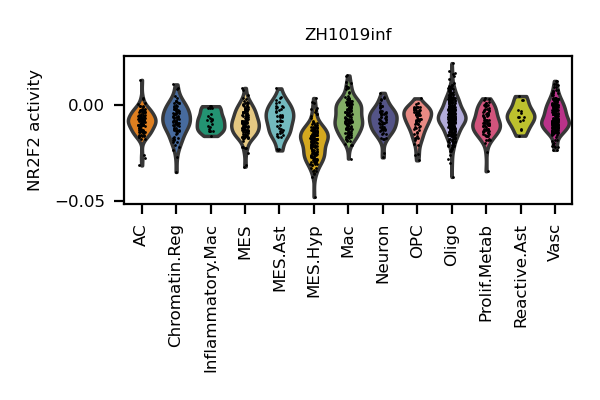 ZH1019inf
NR2F2 activity
0.00
−0.05
AC
Chromatin.Reg
Inflammatory.Mac
MES
MES.Ast
MES.Hyp
Mac
Neuron
OPC
Oligo
Prolif.Metab
Reactive.Ast
Vasc